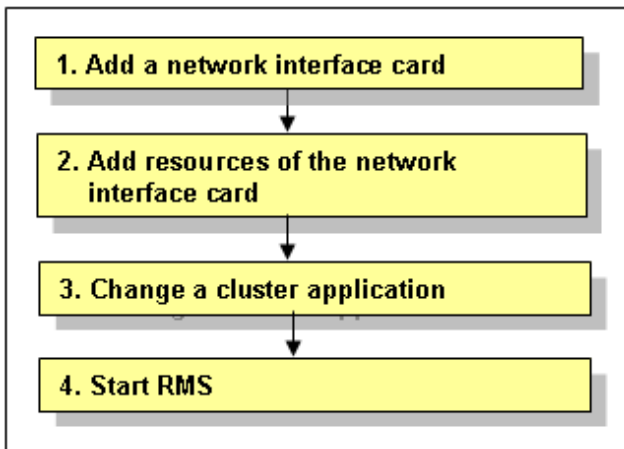 1. Add a network interface card
2. Add resources of the network
interface card
3. Change a cluster application
4. Start RMS